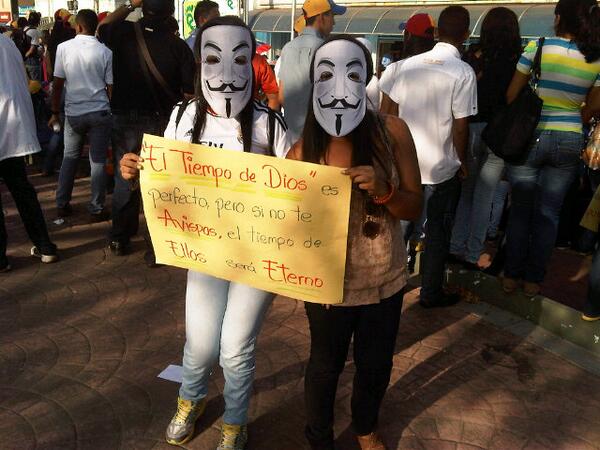 "El Tiempo de Dios" es
perfecto, pero si no te
Avispas, el tiempo de
Ellos será Eterno